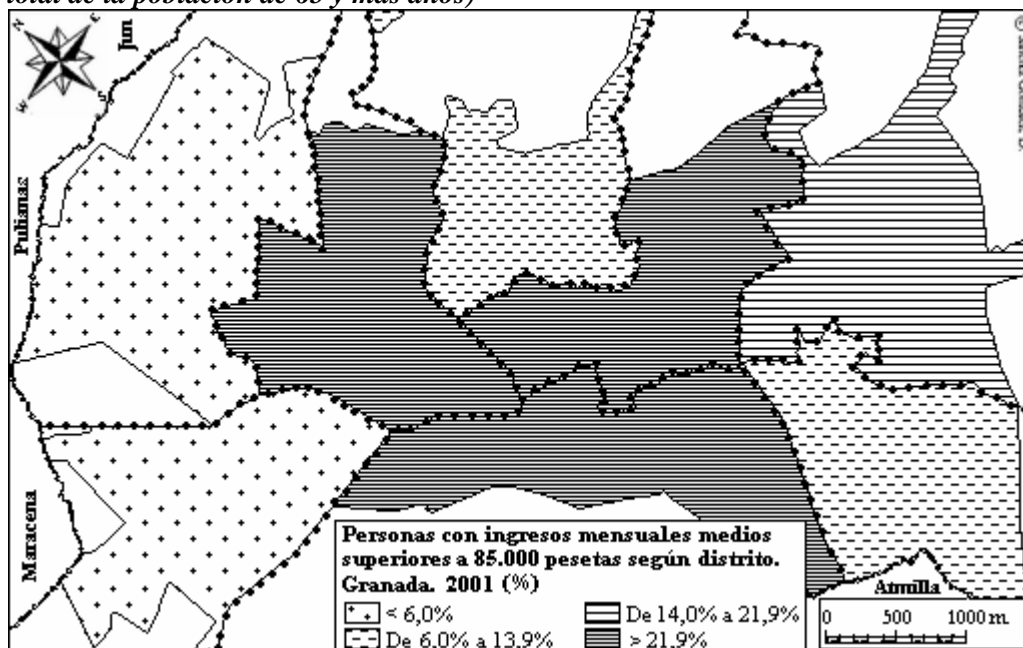 total de la población de 65 y más años)
N
E
W
S
Jun
Pulianas
Maracena
Personas con ingresos mensuales medios
superiores a 85.000 pesetas según distrito.
Granada. 2001 (%)
< 6,0%
De 14,0% a 21,9%
De 6,0% a 13,9%
> 21,9%
Atmilla
0 500 1000 m.